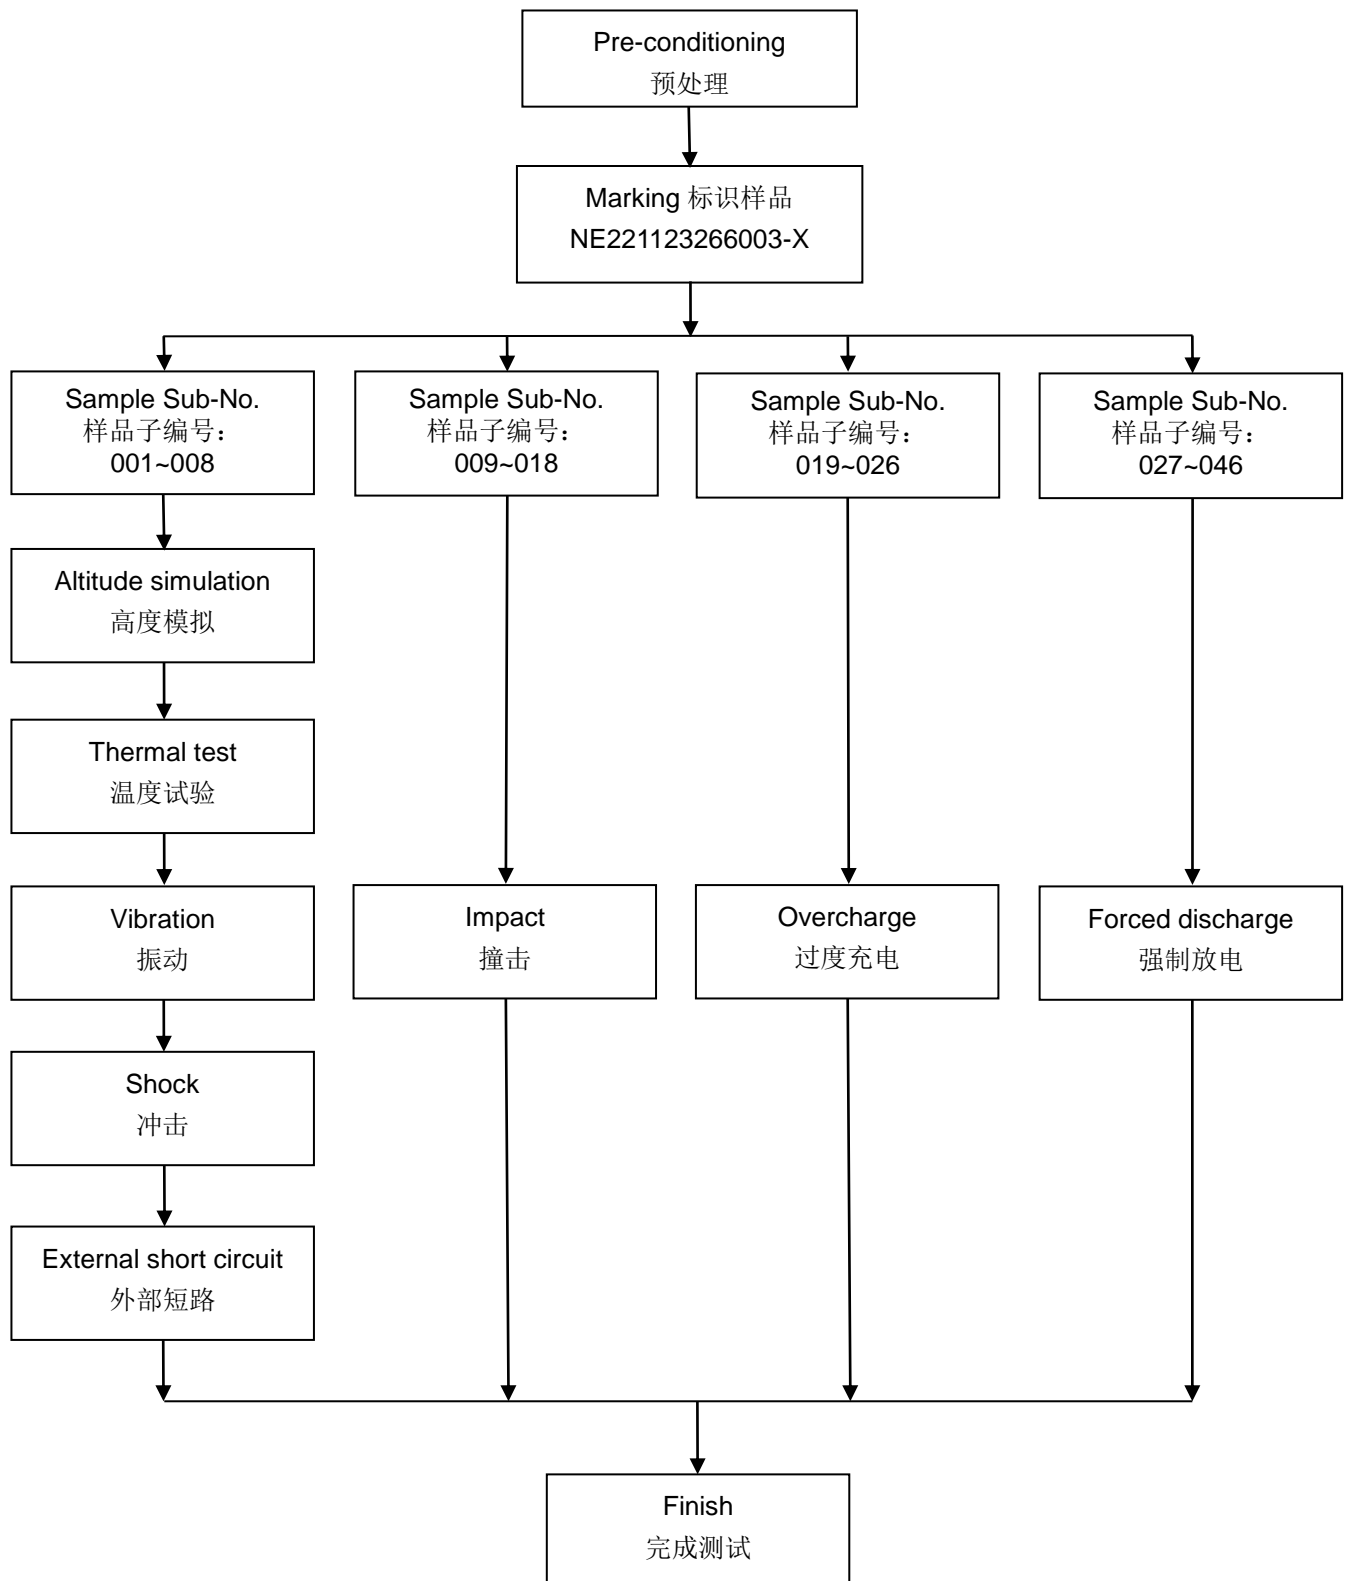 Pre-conditioning
预处理
Marking 标识样品
NE221123266003-X
Sample Sub-No.
样品子编号：
001~008
Sample Sub-No.
样品子编号：
009~018
Sample Sub-No.
样品子编号：
019~026
Sample Sub-No.
样品子编号：
027~046
Altitude simulation
高度模拟
Thermal test
温度试验
Vibration
振动
Impact
撞击
Overcharge
过度充电
Forced discharge
强制放电
Shock
冲击
External short circuit
外部短路
Finish
完成测试